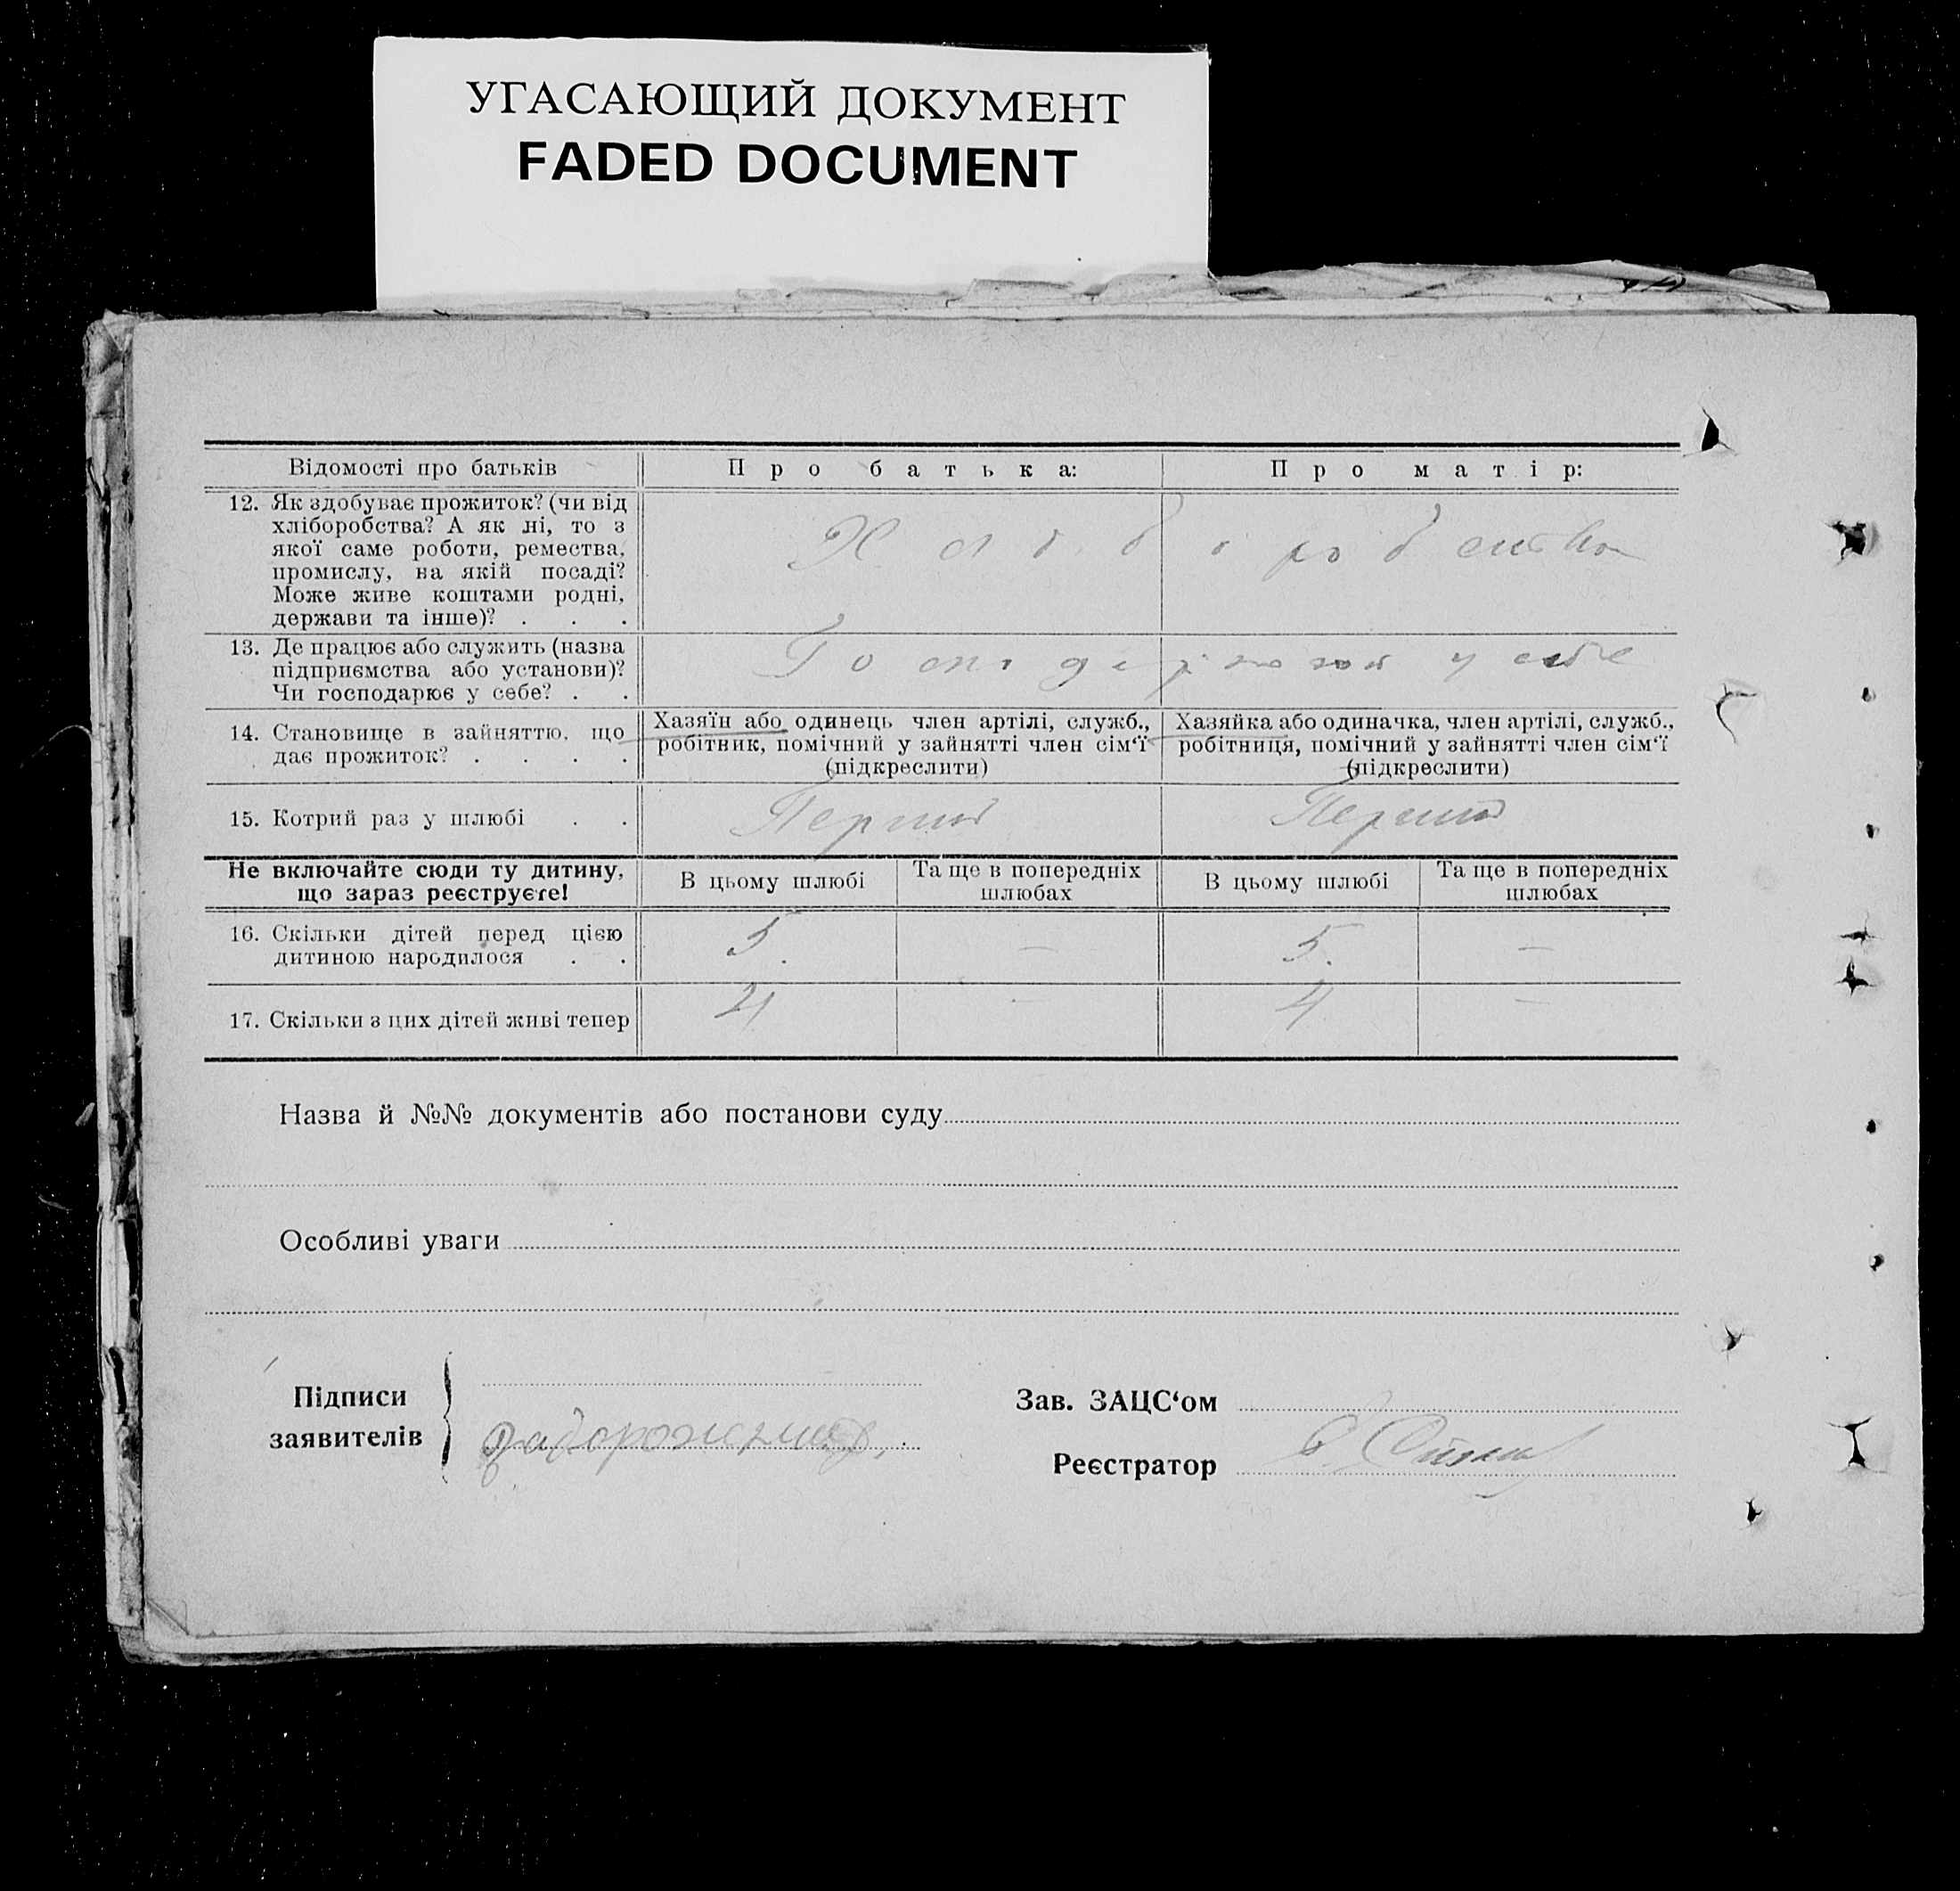 УГАСАЮЩИЙ ДОКУМЕНТ
FADED DOCUMENT
Відомості про батьків Про батька: Про матір:
12. Як здобуває прожиток? (чи від
хліборобства? А як ні, то з
якої саме роботи, ремества,
промислу, на якій посаді?
Може живе коштами родні,
держави та інше)? . . .
Хліборобства
13. Де працює або служить (назва
підприємства або установи)?
Чи господарює у себе? . .
у себе
14. Становище в зайняттю, що
дає прожиток? . . . .
Хазяїн або одинець член артілі, служб.,
робітник, помічний у зайнятті член сім‘ї
(підкреслити)
Хазяйка або одиначка, член артілі, служб.,
робітниця, помічний у зайнятті член сім‘ї
(підкреслити)
15. Котрий раз у шлюбі . . Перший Перший
Не включайте сюди ту дитину,
що зараз реєструєте!
В цьому шлюбі
Та ще в попередніх
шлюбах
В цьому шлюбі
Та ще в попередніх
шлюбах
16. Скільки дітей перед цією
дитиною народилося . .
5. — 5. —
17. Скільки з цих дітей живі тепер 4 — 4 —
Назва й №№ документів або постанови суду
Особливі уваги
Підписи
заявителів
Зав. ЗАЦС‘ом
Реєстратор